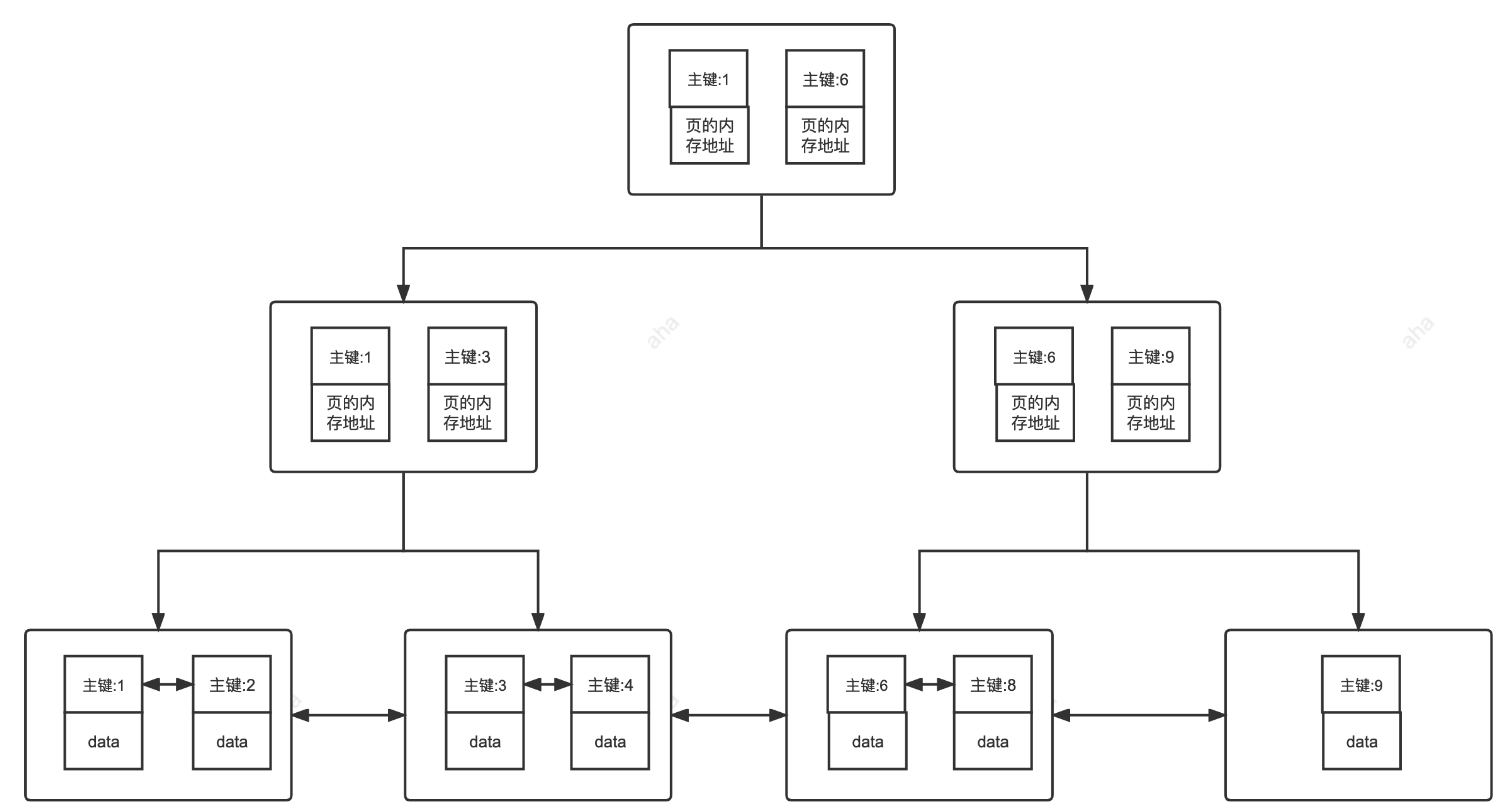 主键:1
主键:6
页的内
存地址
页的内
存地址
主键:1
主键:3
页的内
存地址
页的内
存地址
aha
主键:6
主键:9
页的内
存地址
页的内
存地址
aha
主键:1
主键:2
data
data
主键:3
主键:4
data
data
主键:6
主键:8
data
data
主键:9
data